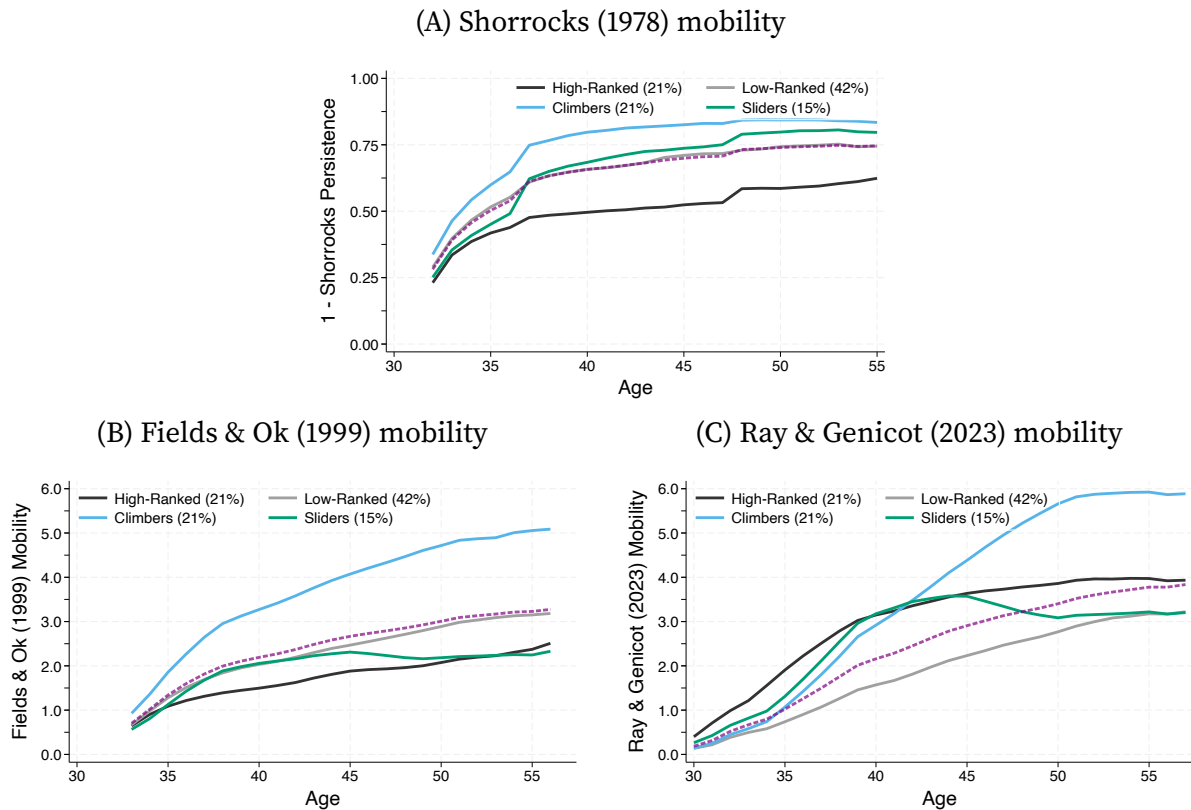 (A) Shorrocks (1978) mobility
1 - Shorrocks Persistence
1.00
0.75
0.50
0.25
0.00
High-Ranked (21%)
Low-Ranked (42%)
Climbers (21%)
Sliders (15%)
30
35
40
45
50
55
Age
(B) Fields & Ok (1999) mobility
Fields & Ok (1999) Mobility
6.0
5.0
4.0
3.0
2.0
1.0
0.0
High-Ranked (21%)
Low-Ranked (42%)
Climbers (21%)
Sliders (15%)
30
35
40
45
50
55
Age
(C) Ray & Genicot (2023) mobility
Ray & Genicot (2023) Mobility
6.0
5.0
4.0
3.0
2.0
1.0
0.0
High-Ranked (21%)
Low-Ranked (42%)
Climbers (21%)
Sliders (15%)
30
35
40
45
50
55
Age